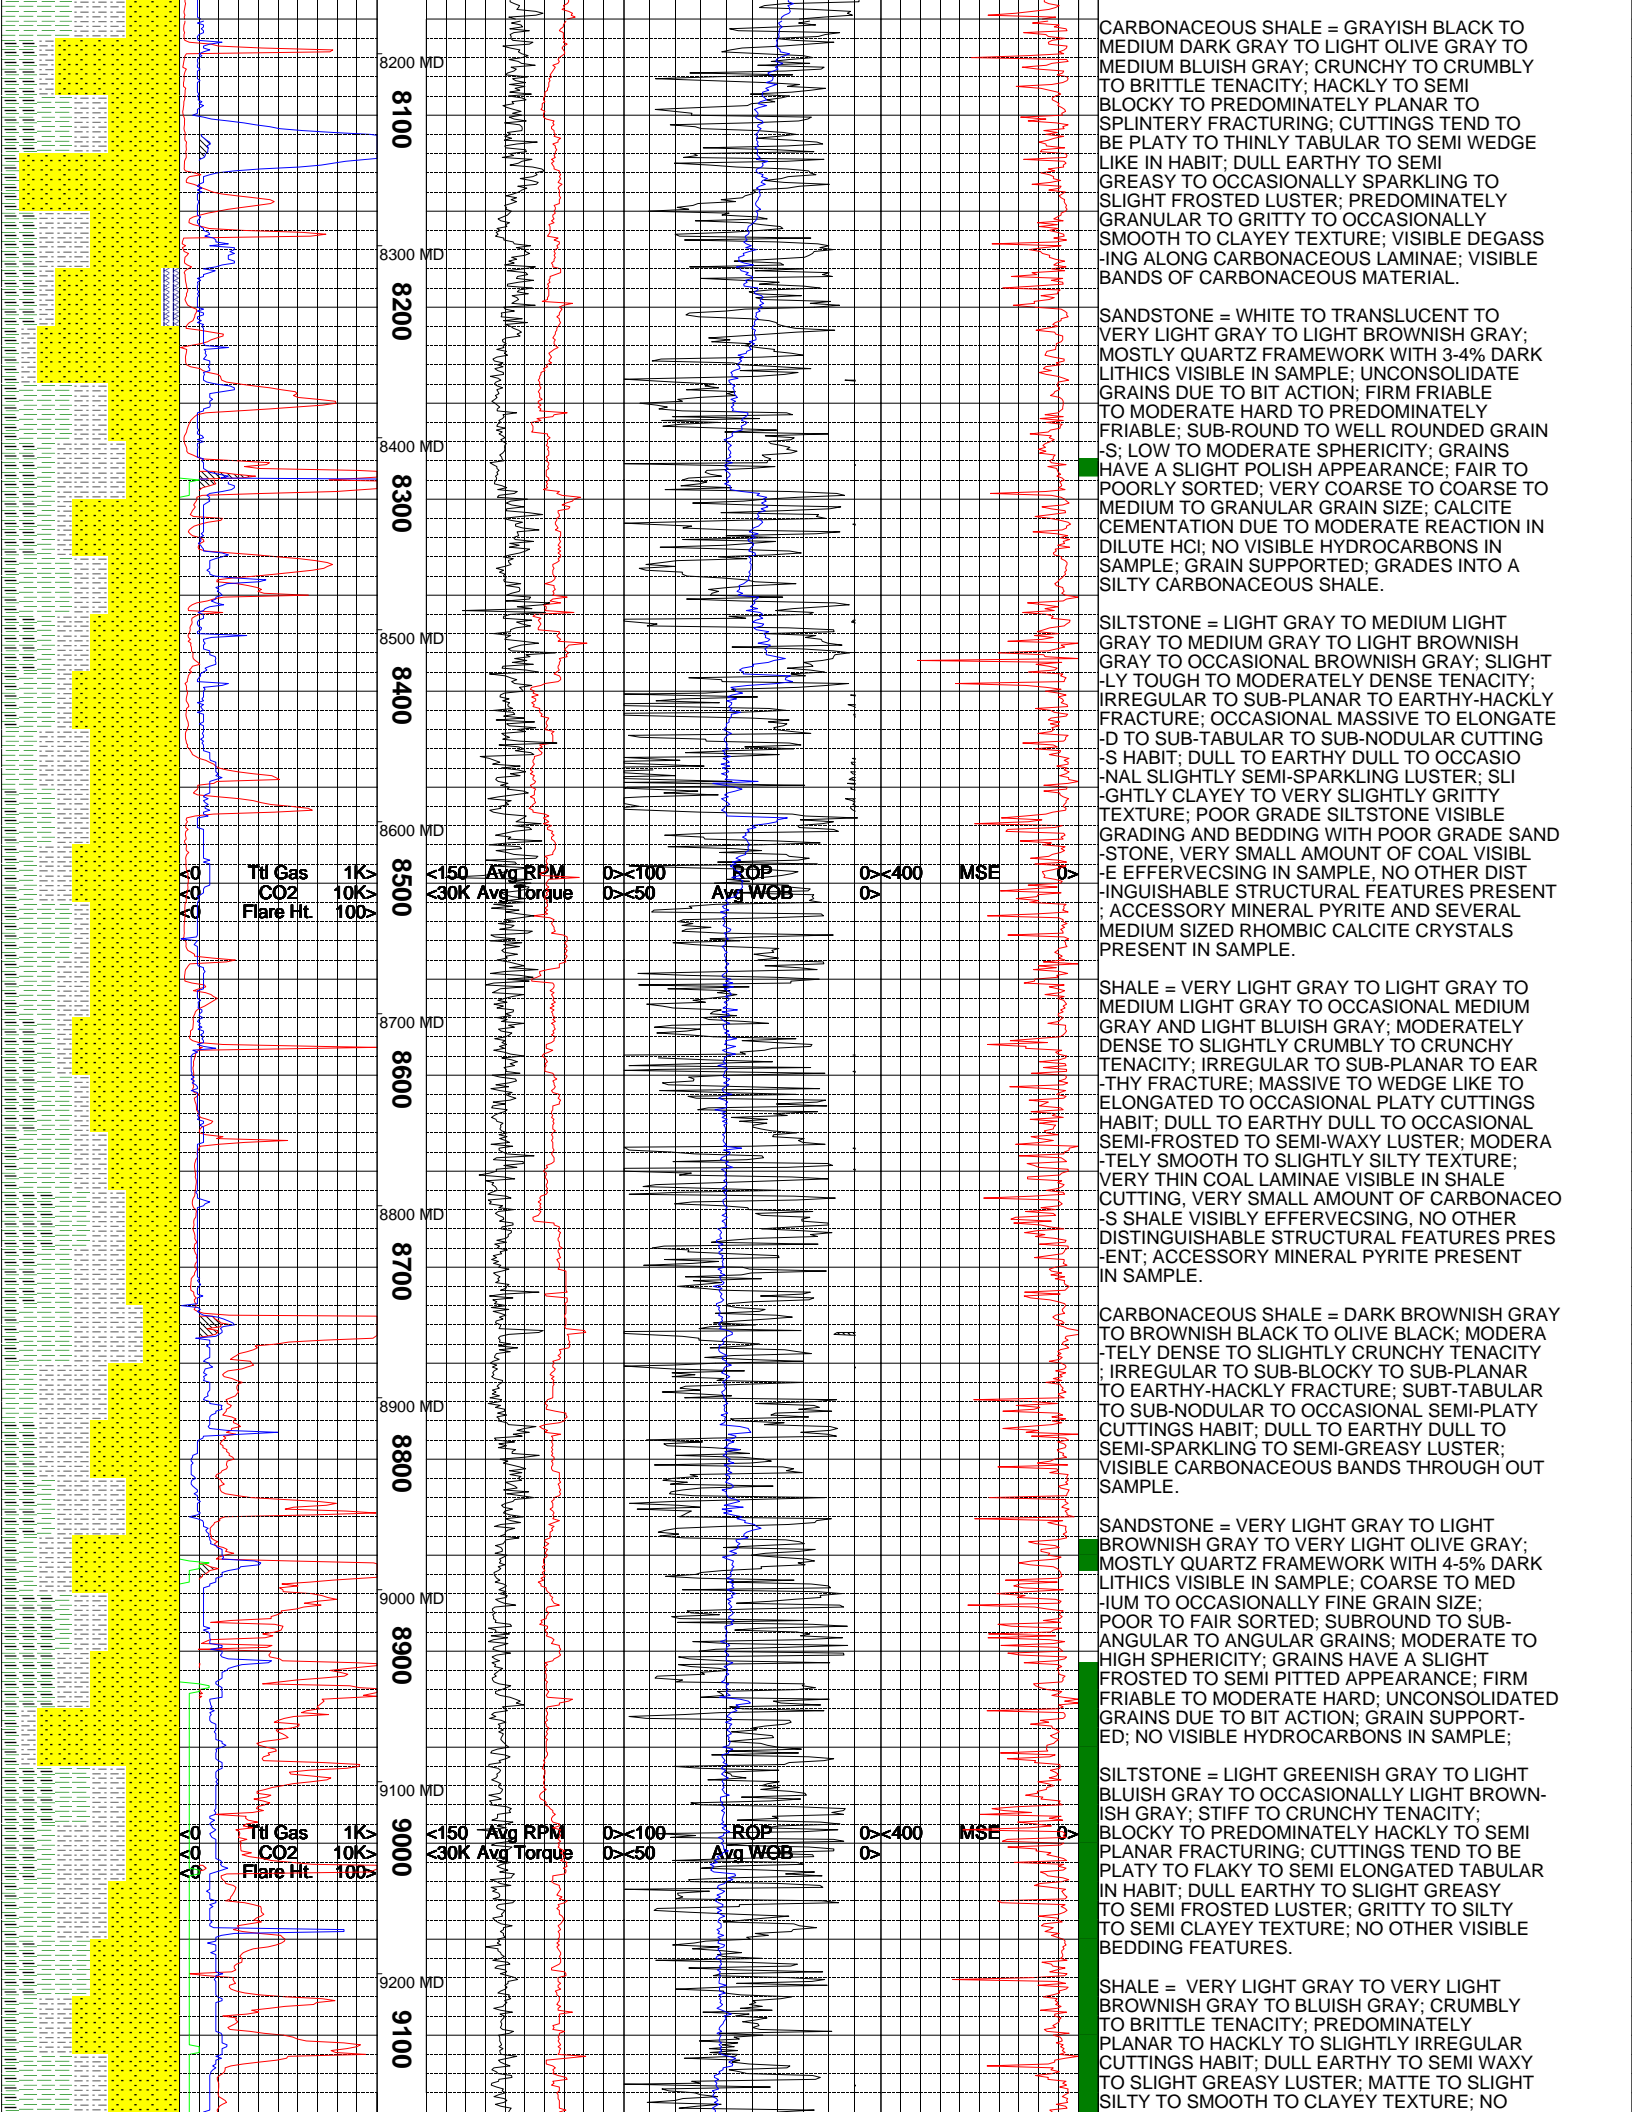 8200 MD
8100
8300 MD
8200
8400 MD
8300
8500 MD
8400
8600 MD
<0 Ttl Gas 1K> <150 Avg RPM 0> <100 ROP 0> <400 MSE 0>
<0 CO2 10K> <30K Avg Torque 0> <50 Avg WOB 0>
<0 Flare Ht. 100>
8500
8700 MD
8600
8800 MD
8700
8900 MD
8800
9000 MD
8900
9100 MD
<0 Ttl Gas 1K> <150 Avg RPM 0> <100 ROP 0> <400 MSE 0>
<0 CO2 10K> <30K Avg Torque 0> <50 Avg WOB 0>
<0 Flare Ht. 100>
9000
9200 MD
9100
CARBONACEOUS SHALE = GRAYISH BLACK TO
MEDIUM DARK GRAY TO LIGHT OLIVE GRAY TO
MEDIUM BLUISH GRAY; CRUNCHY TO CRUMBLY
TO BRITTLE TENACITY; HACKLY TO SEMI
BLOCKY TO PREDOMINATELY PLANAR TO
SPLINTERY FRACTURING; CUTTINGS TEND TO
BE PLATY TO THINLY TABULAR TO SEMI WEDGE
LIKE IN HABIT; DULL EARTHY TO SEMI
GREASY TO OCCASIONALLY SPARKLING TO
SLIGHT FROSTED LUSTER; PREDOMINATELY
GRANULAR TO GRITTY TO OCCASIONALLY
SMOOTH TO CLAYEY TEXTURE; VISIBLE DEGASS
-ING ALONG CARBONACEOUS LAMINAE; VISIBLE
BANDS OF CARBONACEOUS MATERIAL.
SANDSTONE = WHITE TO TRANSLUCENT TO
VERY LIGHT GRAY TO LIGHT BROWNISH GRAY;
MOSTLY QUARTZ FRAMEWORK WITH 3-4% DARK
LITHICS VISIBLE IN SAMPLE; UNCONSOLIDATE
GRAINS DUE TO BIT ACTION; FIRM FRIABLE
TO MODERATE HARD TO PREDOMINATELY
FRIABLE; SUB-ROUND TO WELL ROUNDED GRAIN
-S; LOW TO MODERATE SPHERICITY; GRAINS
HAVE A SLIGHT POLISH APPEARANCE; FAIR TO
POORLY SORTED; VERY COARSE TO COARSE TO
MEDIUM TO GRANULAR GRAIN SIZE; CALCITE
CEMENTATION DUE TO MODERATE REACTION IN
DILUTE HCl; NO VISIBLE HYDROCARBONS IN
SAMPLE; GRAIN SUPPORTED; GRADES INTO A
SILTY CARBONACEOUS SHALE.
SILTSTONE = LIGHT GRAY TO MEDIUM LIGHT
GRAY TO MEDIUM GRAY TO LIGHT BROWNISH
GRAY TO OCCASIONAL BROWNISH GRAY; SLIGHT
-LY TOUGH TO MODERATELY DENSE TENACITY;
IRREGULAR TO SUB-PLANAR TO EARTHY-HACKLY
FRACTURE; OCCASIONAL MASSIVE TO ELONGATE
-D TO SUB-TABULAR TO SUB-NODULAR CUTTING
-S HABIT; DULL TO EARTHY DULL TO OCCASIO
-NAL SLIGHTLY SEMI-SPARKLING LUSTER; SLI
-GHTLY CLAYEY TO VERY SLIGHTLY GRITTY
TEXTURE; POOR GRADE SILTSTONE VISIBLE
GRADING AND BEDDING WITH POOR GRADE SAND
-STONE, VERY SMALL AMOUNT OF COAL VISIBL
-E EFFERVECSING IN SAMPLE, NO OTHER DIST
-INGUISHABLE STRUCTURAL FEATURES PRESENT
; ACCESSORY MINERAL PYRITE AND SEVERAL
MEDIUM SIZED RHOMBIC CALCITE CRYSTALS
PRESENT IN SAMPLE.
SHALE = VERY LIGHT GRAY TO LIGHT GRAY TO
MEDIUM LIGHT GRAY TO OCCASIONAL MEDIUM
GRAY AND LIGHT BLUISH GRAY; MODERATELY
DENSE TO SLIGHTLY CRUMBLY TO CRUNCHY
TENACITY; IRREGULAR TO SUB-PLANAR TO EAR
-THY FRACTURE; MASSIVE TO WEDGE LIKE TO
ELONGATED TO OCCASIONAL PLATY CUTTINGS
HABIT; DULL TO EARTHY DULL TO OCCASIONAL
SEMI-FROSTED TO SEMI-WAXY LUSTER; MODERA
-TELY SMOOTH TO SLIGHTLY SILTY TEXTURE;
VERY THIN COAL LAMINAE VISIBLE IN SHALE
CUTTING, VERY SMALL AMOUNT OF CARBONACEO
-S SHALE VISIBLY EFFERVECSING, NO OTHER
DISTINGUISHABLE STRUCTURAL FEATURES PRES
-ENT; ACCESSORY MINERAL PYRITE PRESENT
IN SAMPLE.
CARBONACEOUS SHALE = DARK BROWNISH GRAY
TO BROWNISH BLACK TO OLIVE BLACK; MODERA
-TELY DENSE TO SLIGHTLY CRUNCHY TENACITY
; IRREGULAR TO SUB-BLOCKY TO SUB-PLANAR
TO EARTHY-HACKLY FRACTURE; SUBT-TABULAR
TO SUB-NODULAR TO OCCASIONAL SEMI-PLATY
CUTTINGS HABIT; DULL TO EARTHY DULL TO
SEMI-SPARKLING TO SEMI-GREASY LUSTER;
VISIBLE CARBONACEOUS BANDS THROUGH OUT
SAMPLE.
SANDSTONE = VERY LIGHT GRAY TO LIGHT
BROWNISH GRAY TO VERY LIGHT OLIVE GRAY;
MOSTLY QUARTZ FRAMEWORK WITH 4-5% DARK
LITHICS VISIBLE IN SAMPLE; COARSE TO MED
-IUM TO OCCASIONALLY FINE GRAIN SIZE;
POOR TO FAIR SORTED; SUBROUND TO SUB-
ANGULAR TO ANGULAR GRAINS; MODERATE TO
HIGH SPHERICITY; GRAINS HAVE A SLIGHT
FROSTED TO SEMI PITTED APPEARANCE; FIRM
FRIABLE TO MODERATE HARD; UNCONSOLIDATED
GRAINS DUE TO BIT ACTION; GRAIN SUPPORT-
ED; NO VISIBLE HYDROCARBONS IN SAMPLE;
SILTSTONE = LIGHT GREENISH GRAY TO LIGHT
BLUISH GRAY TO OCCASIONALLY LIGHT BROWN-
ISH GRAY; STIFF TO CRUNCHY TENACITY;
BLOCKY TO PREDOMINATELY HACKLY TO SEMI
PLANAR FRACTURING; CUTTINGS TEND TO BE
PLATY TO FLAKY TO SEMI ELONGATED TABULAR
IN HABIT; DULL EARTHY TO SLIGHT GREASY
TO SEMI FROSTED LUSTER; GRITTY TO SILTY
TO SEMI CLAYEY TEXTURE; NO OTHER VISIBLE
BEDDING FEATURES.
SHALE =  VERY LIGHT GRAY TO VERY LIGHT
BROWNISH GRAY TO BLUISH GRAY; CRUMBLY
TO BRITTLE TENACITY; PREDOMINATELY
PLANAR TO HACKLY TO SLIGHTLY IRREGULAR
CUTTINGS HABIT; DULL EARTHY TO SEMI WAXY
TO SLIGHT GREASY LUSTER; MATTE TO SLIGHT
SILTY TO SMOOTH TO CLAYEY TEXTURE; NO